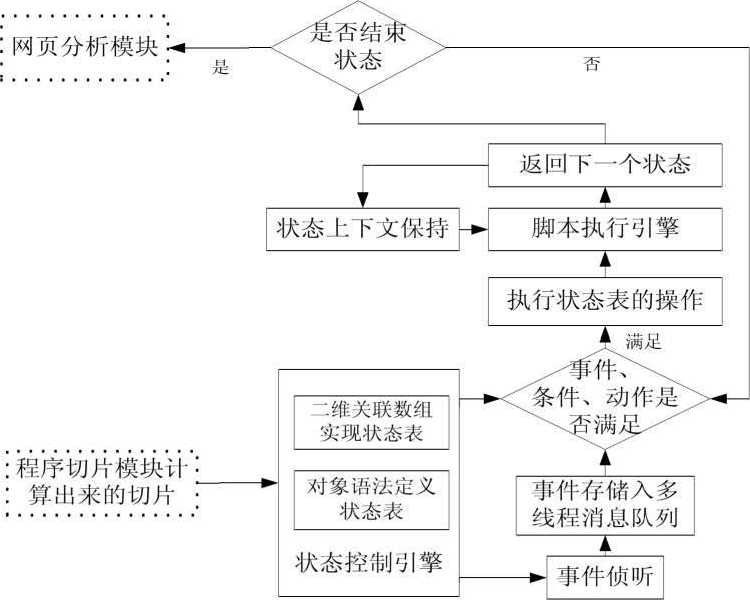 网页分析模块
是否结束
状态
是
否
返回下一个状态
状态上下文保持
脚本执行引擎
执行状态表的操作
满足
事件、
条件、动作是
否满足
二维关联数组
实现状态表
程序切片模块计
算出来的切片
对象语法定义
状态表
事件存储入多
线程消息队列
状态控制引擎
事件侦听